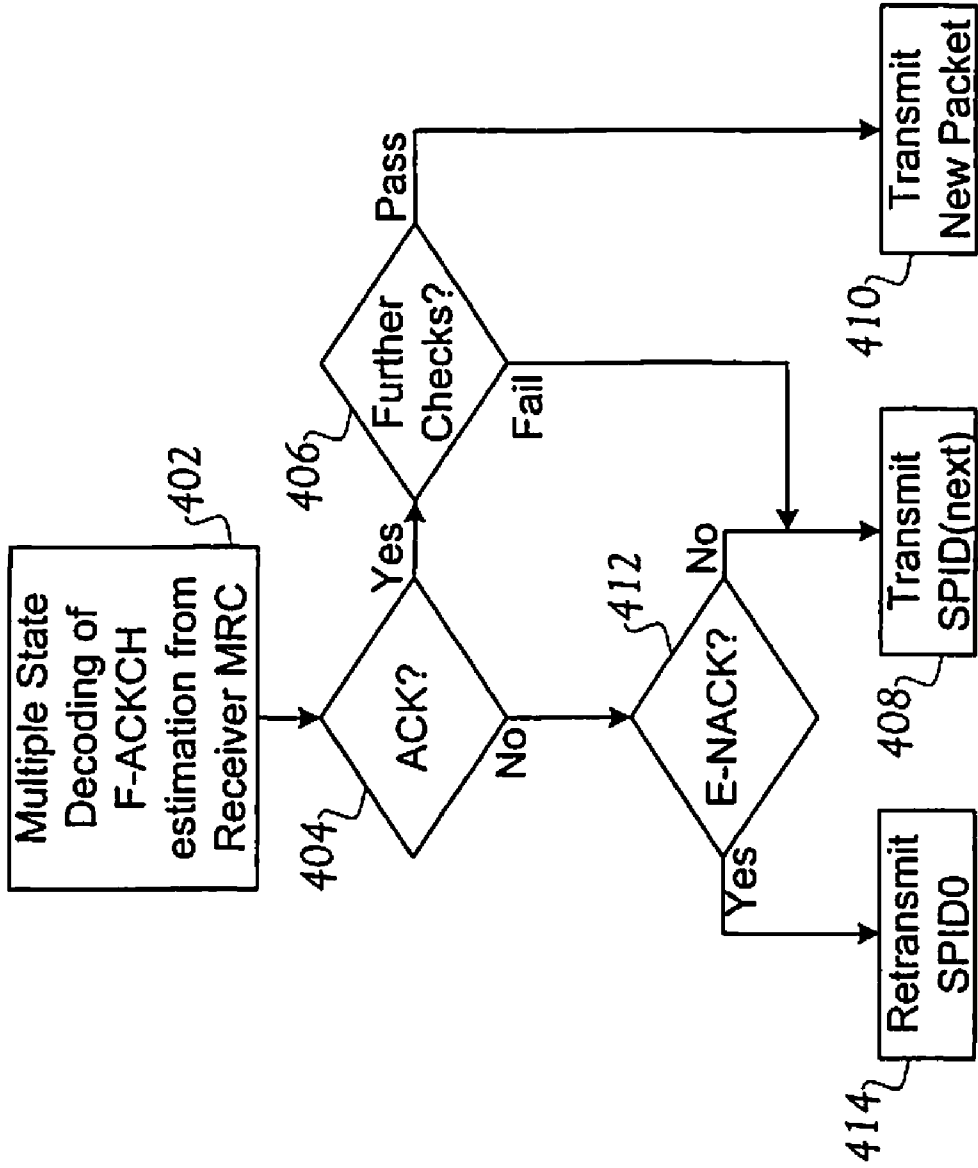 Multiple State
Decoding of
F-ACKCH
estimation from
Receiver MRC
402
ACK?
404
Yes
No
Further
Checks?
406
Pass
Fail
E-NACK?
412
Yes
No
Retransmit
SPID0
414
Transmit
SPID(next)
408
Transmit
New Packet
410